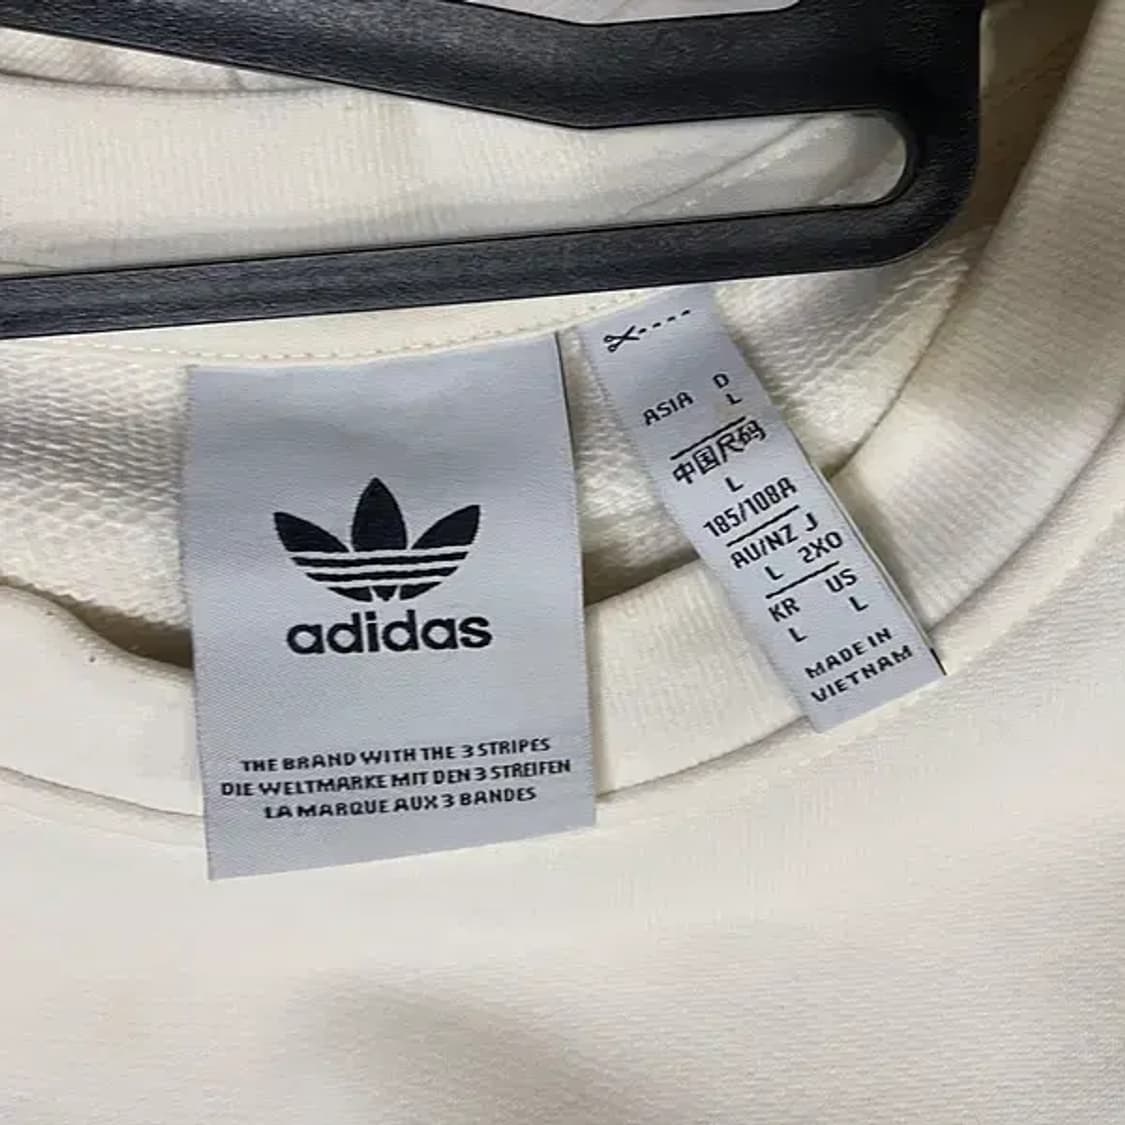 adidas
THE BRAND WITH THE 3 STRIPES
DIE WELTMARKE MIT DEN 3 STREIFEN
LA MARQUE AUX 3 BANDES
ASIA D
L
中国尺码
L
185/108A
AU/NZ J
L 2XO
KR US
L L
MADE IN
VIETNAM